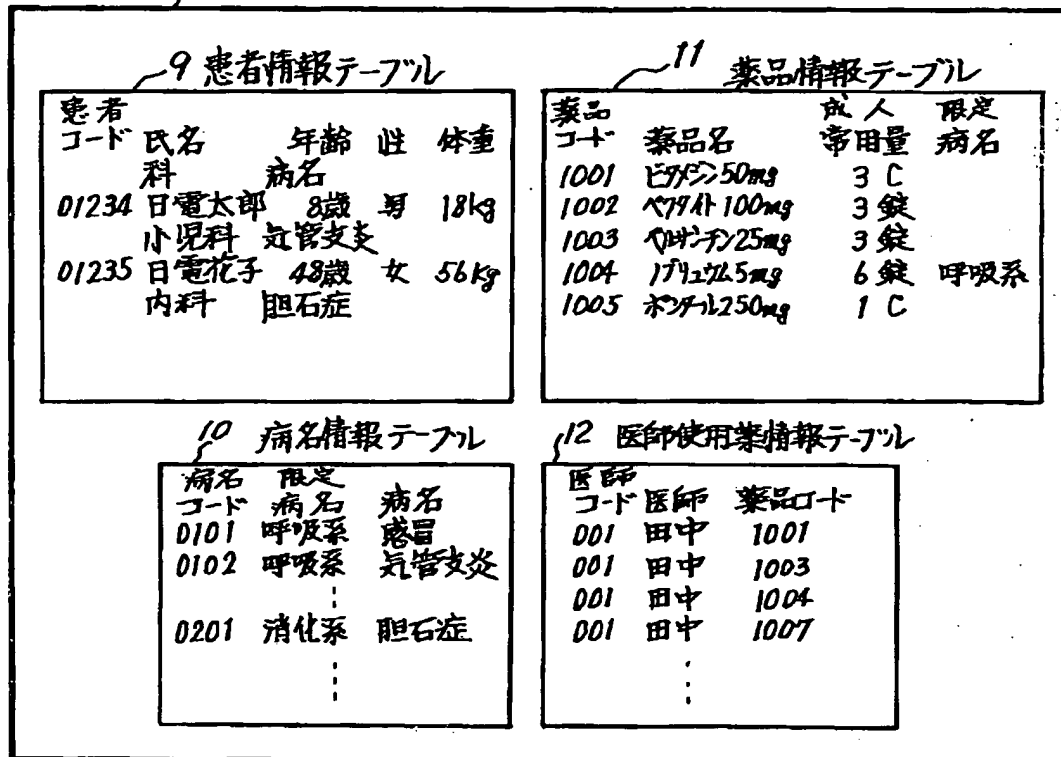 9 患者情報テーブル
患者
コード 氏名 年齢 性 体重
科 病名
01234 日電太郎 8歳 男 18kg
小児科 気管支炎
01235 日電花子 48歳 女 56kg
内科 胆石症
11 薬品情報テーブル
薬品 成人 限定
コード 薬品名 常用量 病名
1001 ビタメジン50mg 3 C
1002 ペクタイト100mg 3 錠
1003 ペルサンチン25mg 3 錠
1004 ノブリュウム5mg 6 錠 呼吸系
1005 ポンタール250mg 1 C
10 病名情報テーブル
病名 限定
コード 病名 病名
0101 呼吸系 感冒
0102 呼吸系 気管支炎
0201 消化系 胆石症
12 医師使用薬情報テーブル
医師
コード 医師 薬品コード
001 田中 1001
001 田中 1003
001 田中 1004
001 田中 1007